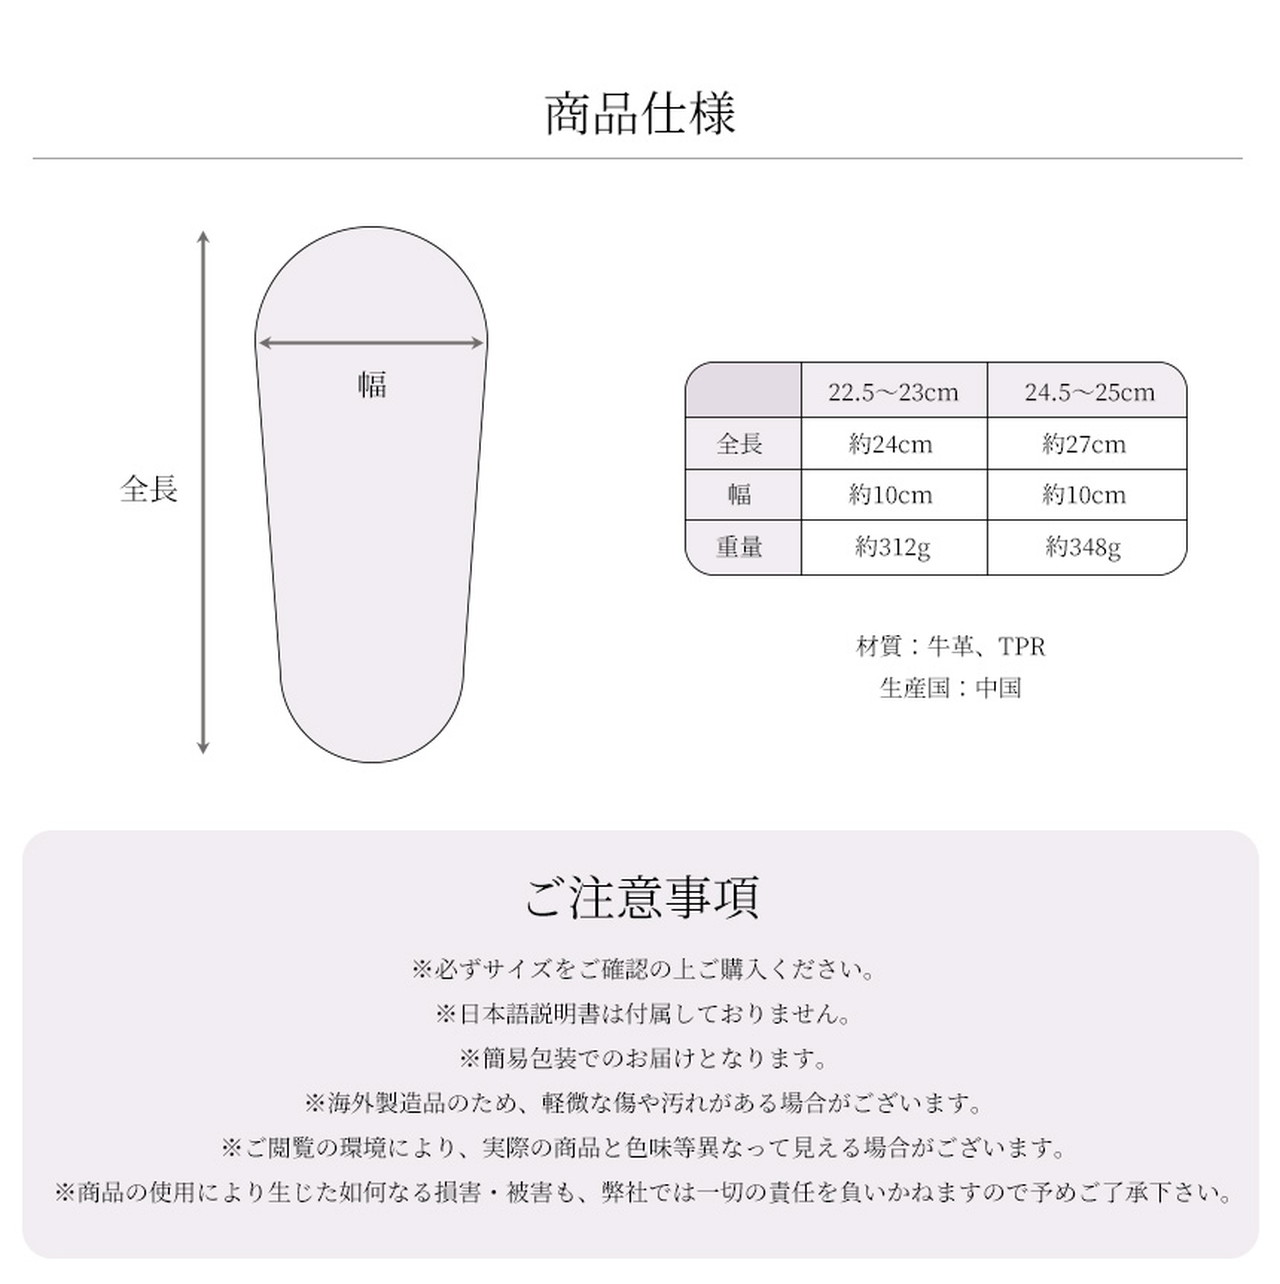 商品仕様
幅
全長
22.5～23cm 24.5～25cm
全長 約24cm 約27cm
幅 約10cm 約10cm
重量 約312g 約348g
材質：牛革、TPR
生産国：中国
ご注意事項
※必ずサイズをご確認の上ご購入ください。
※日本語説明書は付属しておりません。
※簡易包装でのお届けとなります。
※海外製造品のため、軽微な傷や汚れがある場合がございます。
※ご閲覧の環境により、実際の商品と色味等異なって見える場合がございます。
※商品の使用により生じた如何なる損害・被害も、弊社では一切の責任を負いかねますので予めご了承下さい。